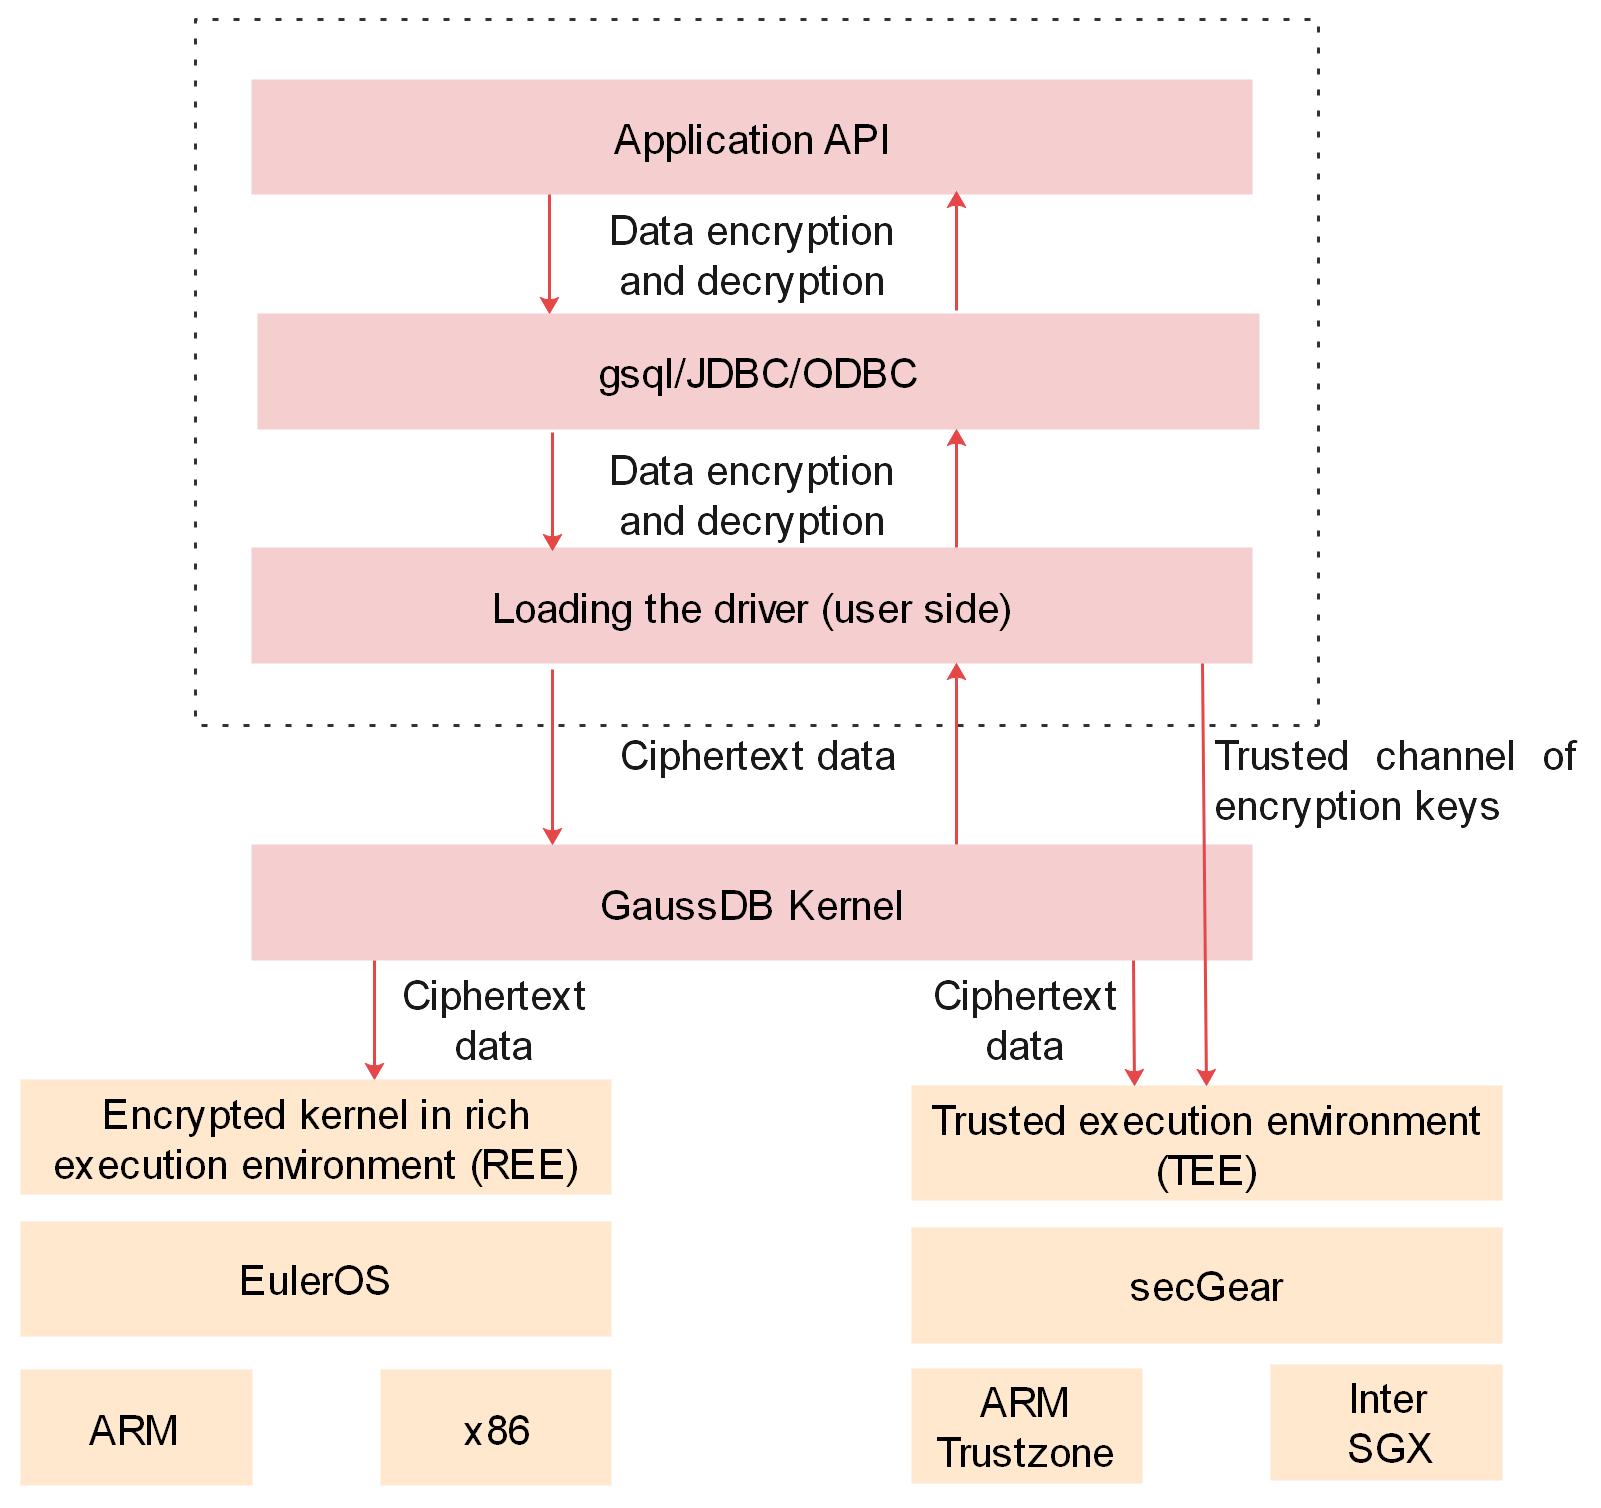 Application API
Data encryption
and decryption
gsql/JDBC/ODBC
Data encryption
and decryption
Loading the driver (user side)
Ciphertext data
Trusted channel of
encryption keys
GaussDB Kernel
Ciphertext
data
Ciphertext
data
Encrypted kernel in rich
execution environment (REE)
Trusted execution environment
(TEE)
EulerOS
secGear
ARM
x86
ARM
Trustzone
Inter
SGX